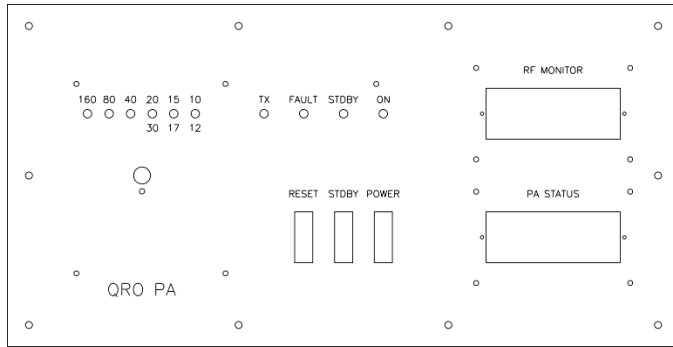 RF MONITOR
160 80 40 20 15 10
30 17 12
TX FAULT STDBY ON
RESET STDBY POWER
PA STATUS
QRO PA